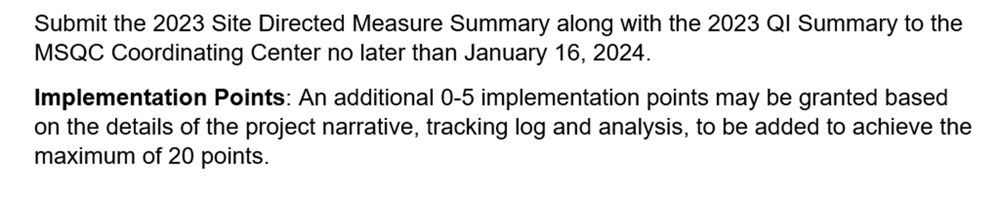 Submit the 2023 Site Directed Measure Summary along with the 2023 QI Summary to the
MSQC Coordinating Center no later than January 16, 2024.
Implementation Points: An additional 0-5 implementation points may be granted based
on the details of the project narrative, tracking log and analysis, to be added to achieve the
maximum of 20 points.